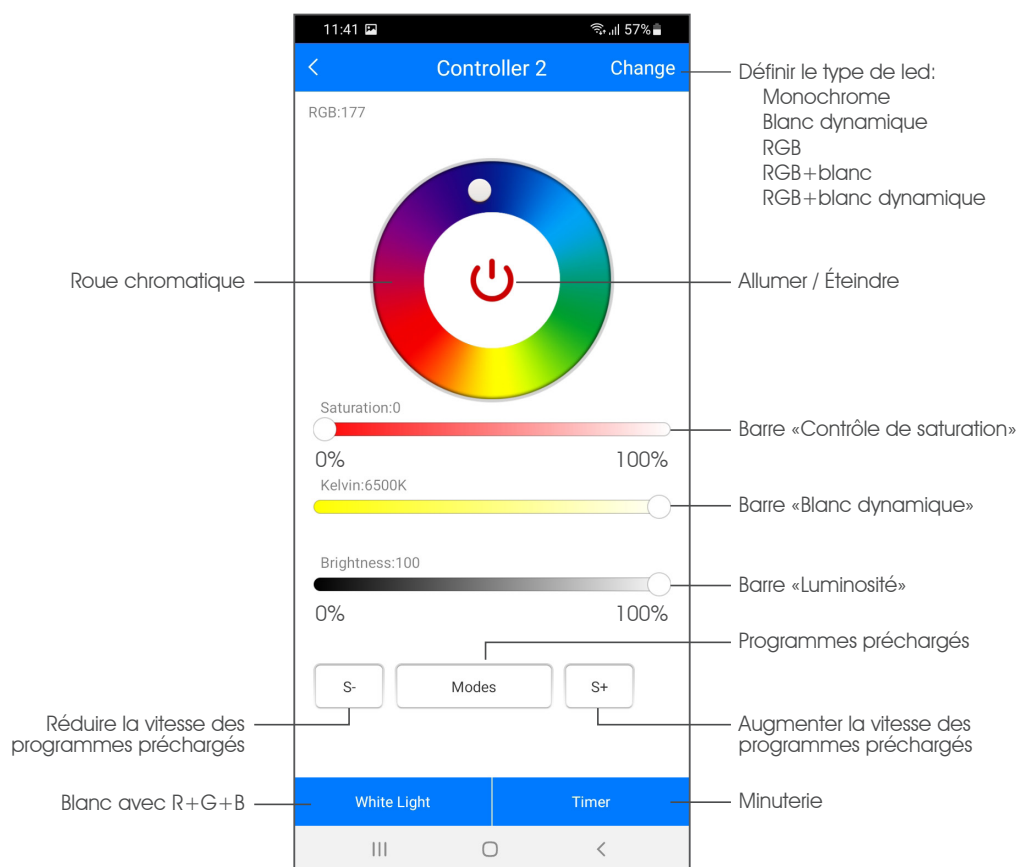 11:41
57%
Controller 2
Change
Définir le type de led:
Monochrome
Blanc dynamique
RGB
RGB+blanc
RGB+blanc dynamique
RGB:177
Roue chromatique
Allumer / Éteindre
Saturation:0
Barre «Contrôle de saturation»
0%
100%
Kelvin:6500K
Barre «Blanc dynamique»
Brightness:100
Barre «Luminosité»
0%
100%
Programmes préchargés
S-
Modes
S+
Réduire la vitesse des
programmes préchargés
Augmenter la vitesse des
programmes préchargés
Blanc avec R+G+B
White Light
Timer
Minuterie